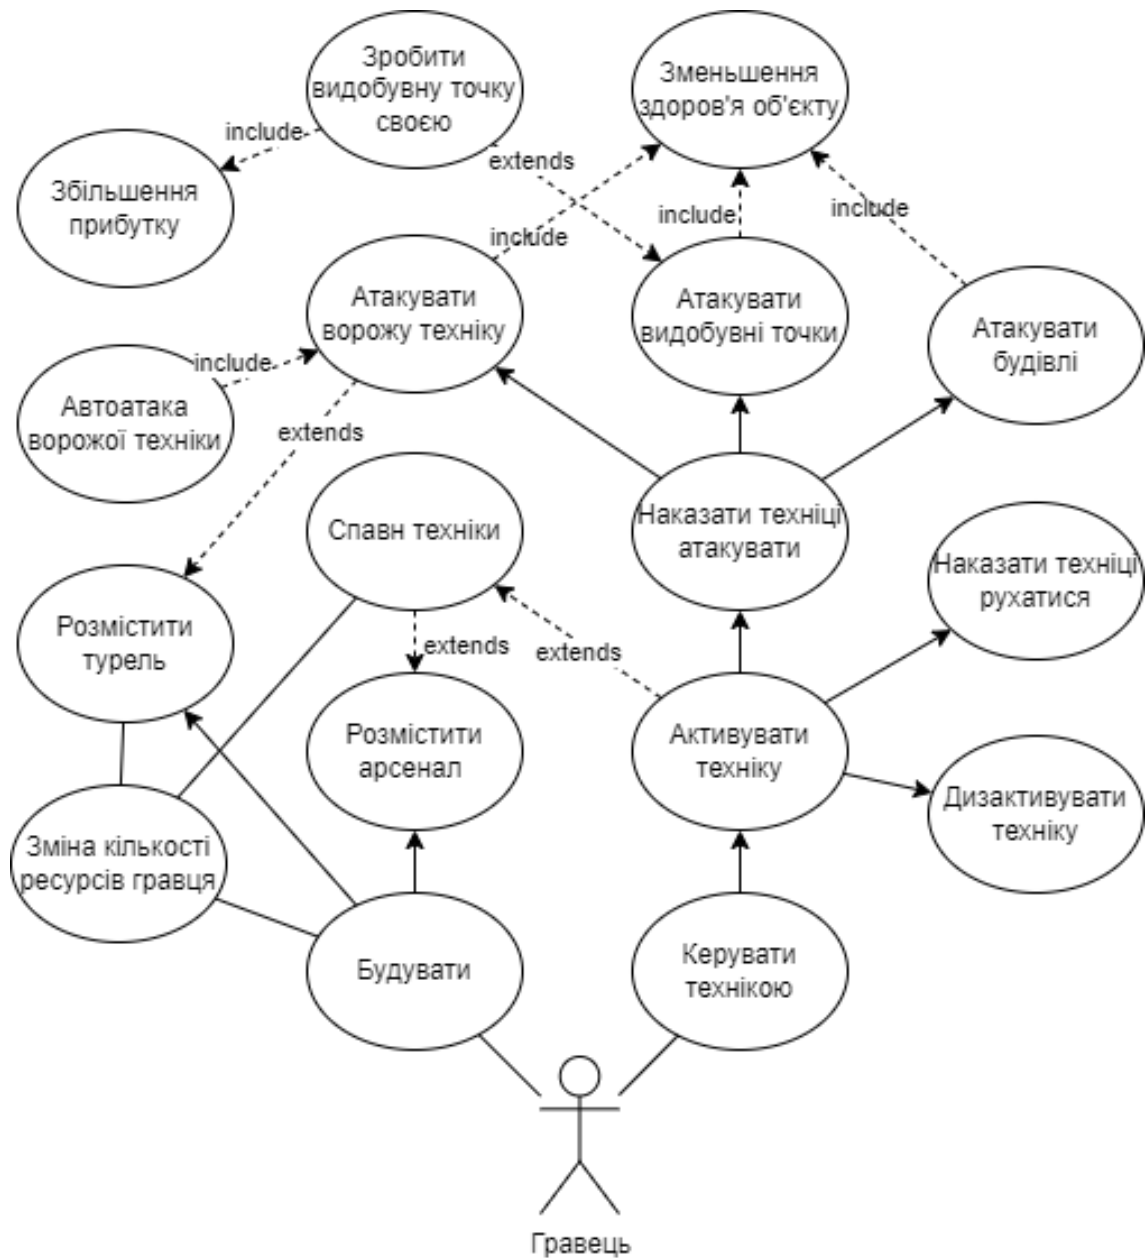 Зробити
видобувну точку
своєю
Зменьшення
здоров'я об'єкту
include
extends
Збільшення
прибутку
include
include
include
Атакувати
ворожу техніку
Атакувати
видобувні точки
Атакувати
будівлі
include
Автоатака
ворожої техніки
extends
Спавн техніки
Наказати техніці
атакувати
Наказати техніці
рухатися
Розмістити
турель
extends
extends
Розмістити
арсенал
Активувати
техніку
Дизактивувати
техніку
Зміна кількості
ресурсів гравця
Будувати
Керувати
технікою
Гравець